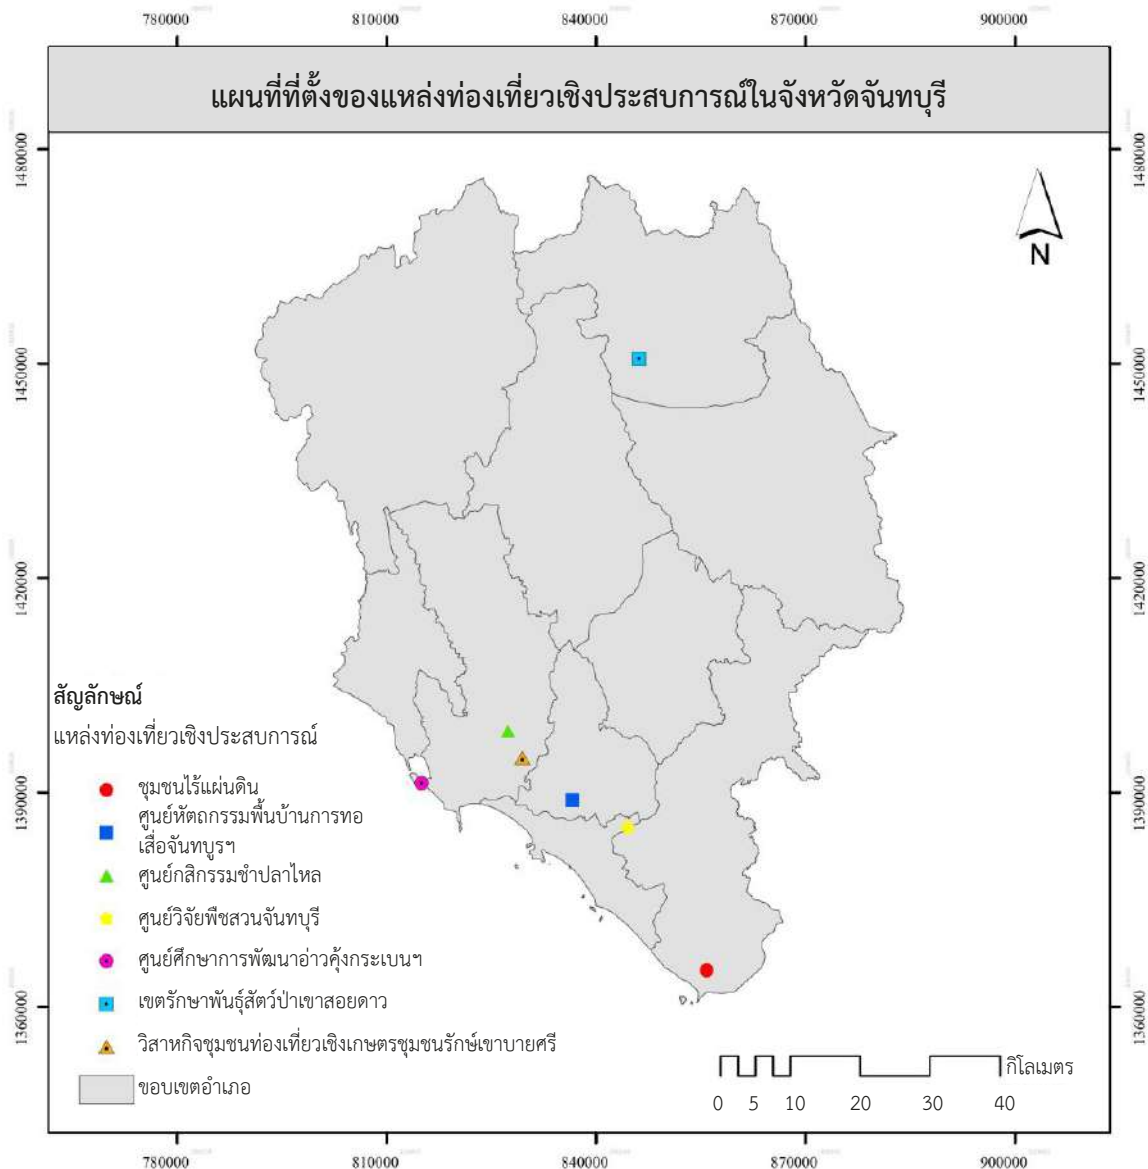 780000 810000 840000 870000 900000
แผนที่ที่ตั้งของแหล่งท่องเที่ยวเชิงประสบการณ์ในจังหวัดจันทบุรี
1480000 1480000
N
1450000 1450000
1420000 1420000
1390000 1390000
1360000 1360000
สัญลักษณ์
แหล่งท่องเที่ยวเชิงประสบการณ์
ชุมชนไร้แผ่นดิน
ศูนย์หัตถกรรมพื้นบ้านการทอ
เสื่อจันทบูรฯ
ศูนย์กสิกรรมชำปลาไหล
ศูนย์วิจัยพืชสวนจันทบุรี
ศูนย์ศึกษาการพัฒนาอ่าวคุ้งกระเบนฯ
เขตรักษาพันธุ์สัตว์ป่าเขาสอยดาว
วิสาหกิจชุมชนท่องเที่ยวเชิงเกษตรชุมชนรักษ์เขาบายศรี
ขอบเขตอำเภอ
กิโลเมตร
0 5 10 20 30 40
780000 810000 840000 870000 900000